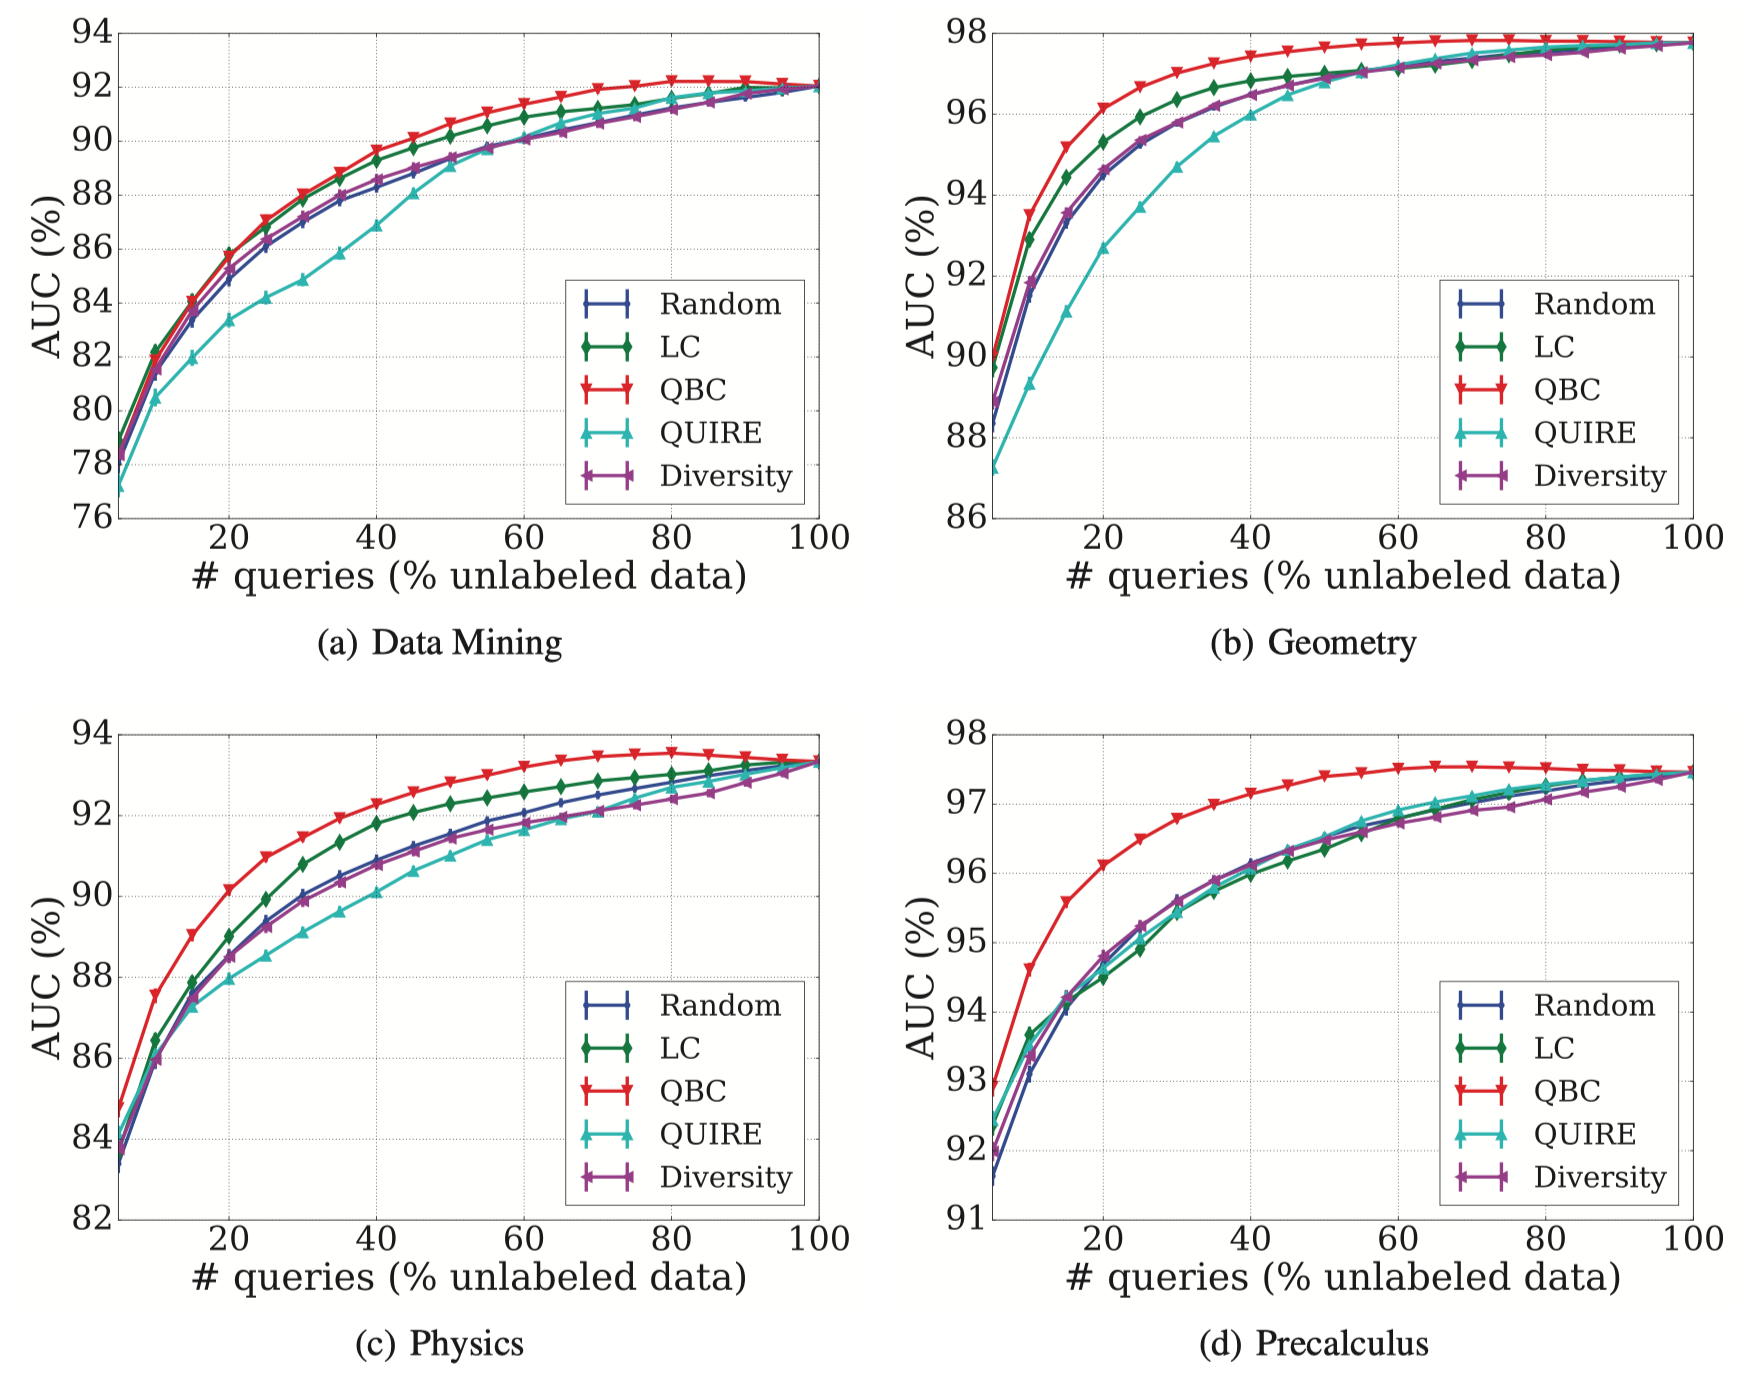 94
92
90
88
86
84
82
80
78
76
AUC (%)
20 40 60 80 100
# queries (% unlabeled data)
Random
LC
QBC
QUIRE
Diversity
(a) Data Mining
98
96
94
92
90
88
86
AUC (%)
20 40 60 80 100
# queries (% unlabeled data)
Random
LC
QBC
QUIRE
Diversity
(b) Geometry
94
92
90
88
86
84
82
AUC (%)
20 40 60 80 100
# queries (% unlabeled data)
Random
LC
QBC
QUIRE
Diversity
(c) Physics
98
97
96
95
94
93
92
91
AUC (%)
20 40 60 80 100
# queries (% unlabeled data)
Random
LC
QBC
QUIRE
Diversity
(d) Precalculus